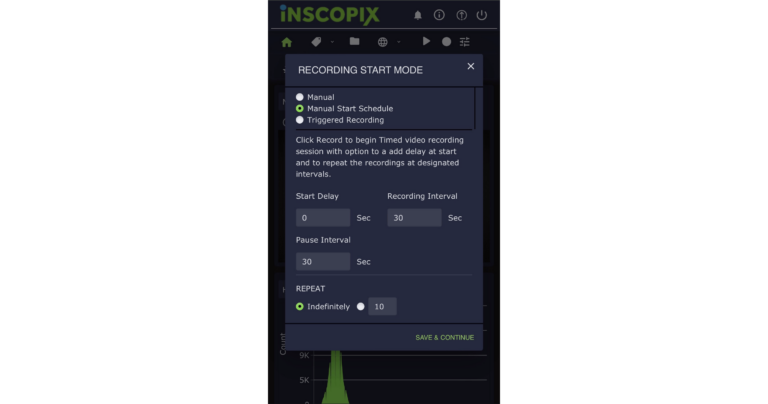 inscopix
RECORDING START MODE
Manual
Manual Start Schedule
Triggered Recording
Click Record to begin Timed video recording
session with option to a add delay at start
and to repeat the recordings at designated
intervals.
Start Delay Recording Interval
0 Sec 30 Sec
Pause Interval
30 Sec
REPEAT
Indefinitely 10
SAVE & CONTINUE
Count
9K
5K
0